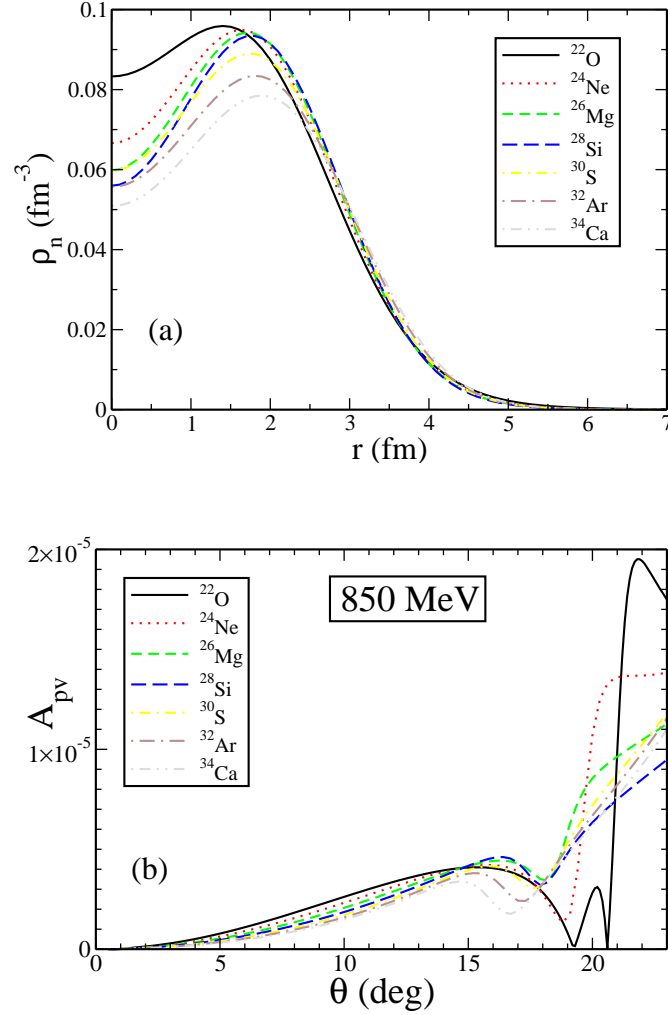 0.1
0.08
0.06
0.04
0.02
0
ρn (fm-3)
22O
24Ne
26Mg
28Si
30S
32Ar
34Ca
(a)
0 1 2 3 4 5 6 7
r (fm)
2×10-5
1×10-5
0
Apv
22O
24Ne
26Mg
28Si
30S
32Ar
34Ca
850 MeV
(b)
0 5 10 15 20
θ (deg)